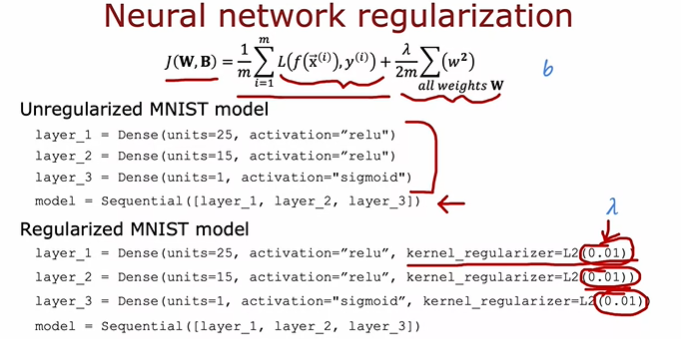 Neural network regularization
J(W, B) = 1/m ∑_{i=1}^{m} L(f(x⃗^{(i)}), y^{(i)}) + λ/2m ∑_{all weights W} (w²)
b
Unregularized MNIST model
layer_1 = Dense(units=25, activation=”relu")
layer_2 = Dense(units=15, activation=”relu")
layer_3 = Dense(units=1, activation="sigmoid")
model = Sequential([layer_1, layer_2, layer_3])
λ
Regularized MNIST model
layer_1 = Dense(units=25, activation=”relu”, kernel_regularizer=L2(0.01))
layer_2 = Dense(units=15, activation=”relu”, kernel_regularizer=L2(0.01))
layer_3 = Dense(units=1, activation="sigmoid”, kernel_regularizer=L2(0.01))
model = Sequential([layer_1, layer_2, layer_3])